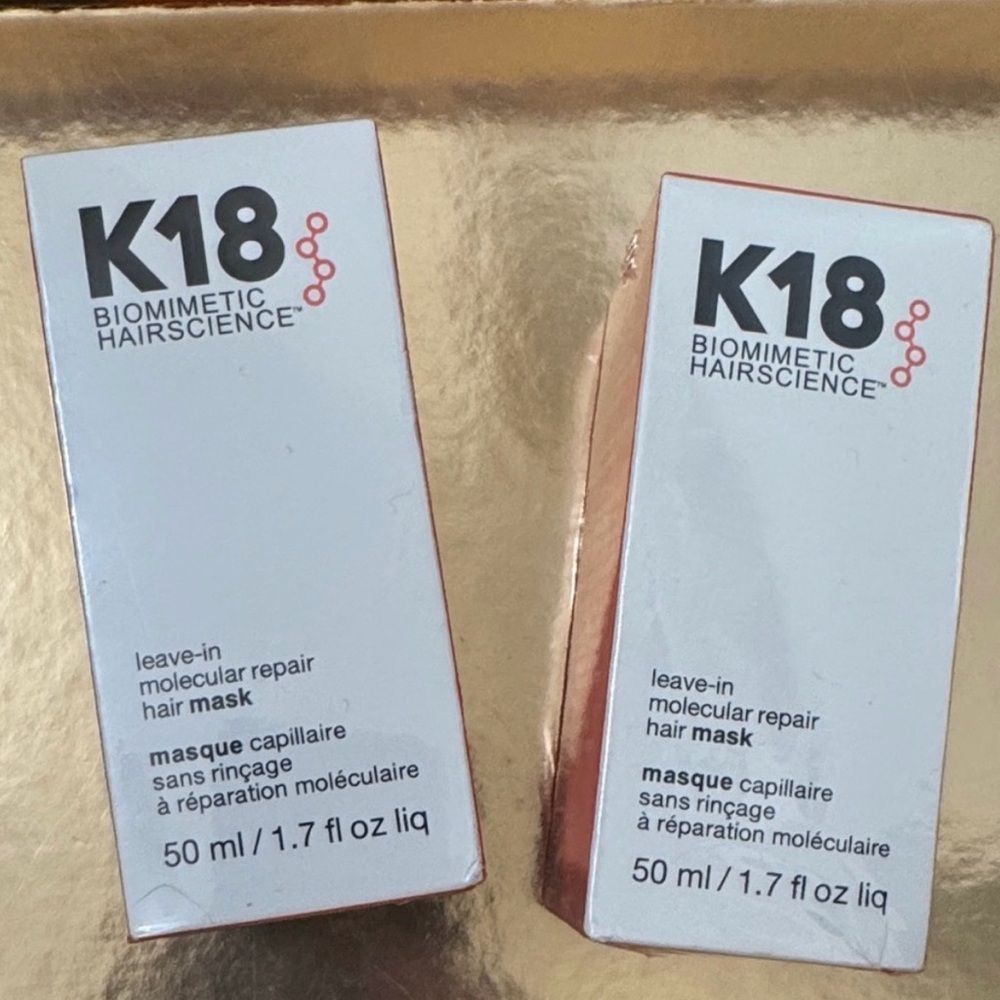 K18
BIOMIMETIC
HAIRSCIENCE™
leave-in
molecular repair
hair mask
masque capillaire
sans rinçage
à réparation moléculaire
50 ml / 1.7 fl oz liq
K18
BIOMIMETIC
HAIRSCIENCE™
leave-in
molecular repair
hair mask
masque capillaire
sans rinçage
à réparation moléculaire
50 ml / 1.7 fl oz liq